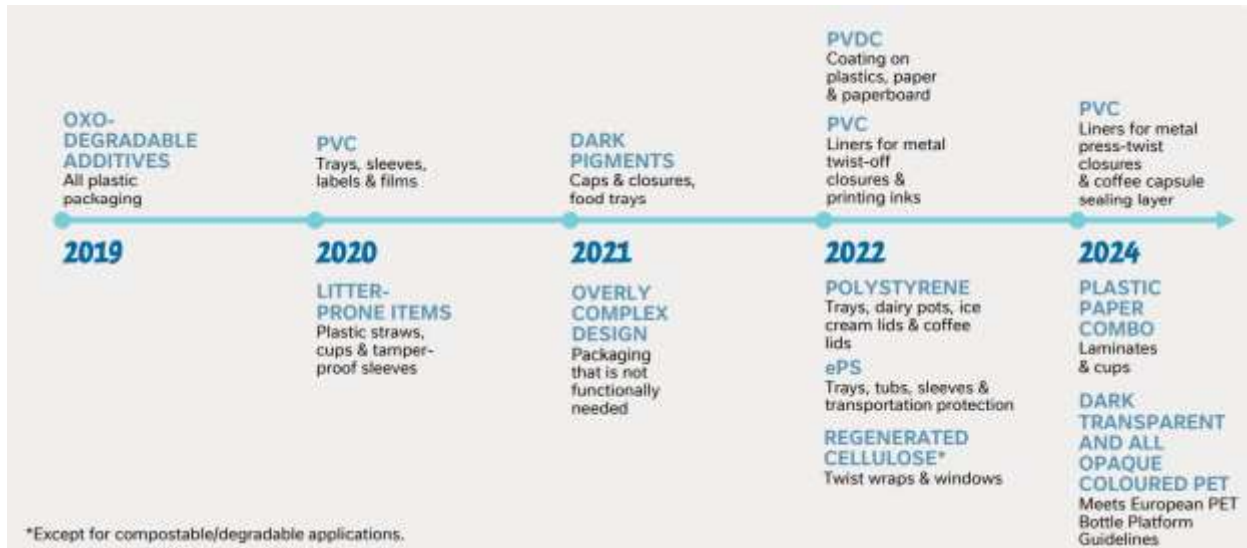 OXO-
DEGRADABLE
ADDITIVES
All plastic
packaging
2019
PVC
Trays, sleeves,
labels & films
2020
LITTER-
PRONE ITEMS
Plastic straws,
cups & tamper-
proof sleeves
DARK
PIGMENTS
Caps & closures,
food trays
2021
OVERLY
COMPLEX
DESIGN
Packaging
that is not
functionally
needed
PVDC
Coating on
plastics, paper
& paperboard
PVC
Liners for metal
twist-off
closures &
printing inks
2022
POLYSTYRENE
Trays, dairy pots, ice
cream lids & coffee
lids
ePS
Trays, tubs, sleeves &
transportation protection
REGENERATED
CELLULOSE*
Twist wraps & windows
PVC
Liners for metal
press-twist
closures
& coffee capsule
sealing layer
2024
PLASTIC
PAPER
COMBO
Laminates
& cups
DARK
TRANSPARENT
AND ALL
OPAQUE
COLOURED PET
Meets European PET
Bottle Platform
Guidelines
*Except for compostable/degradable applications.